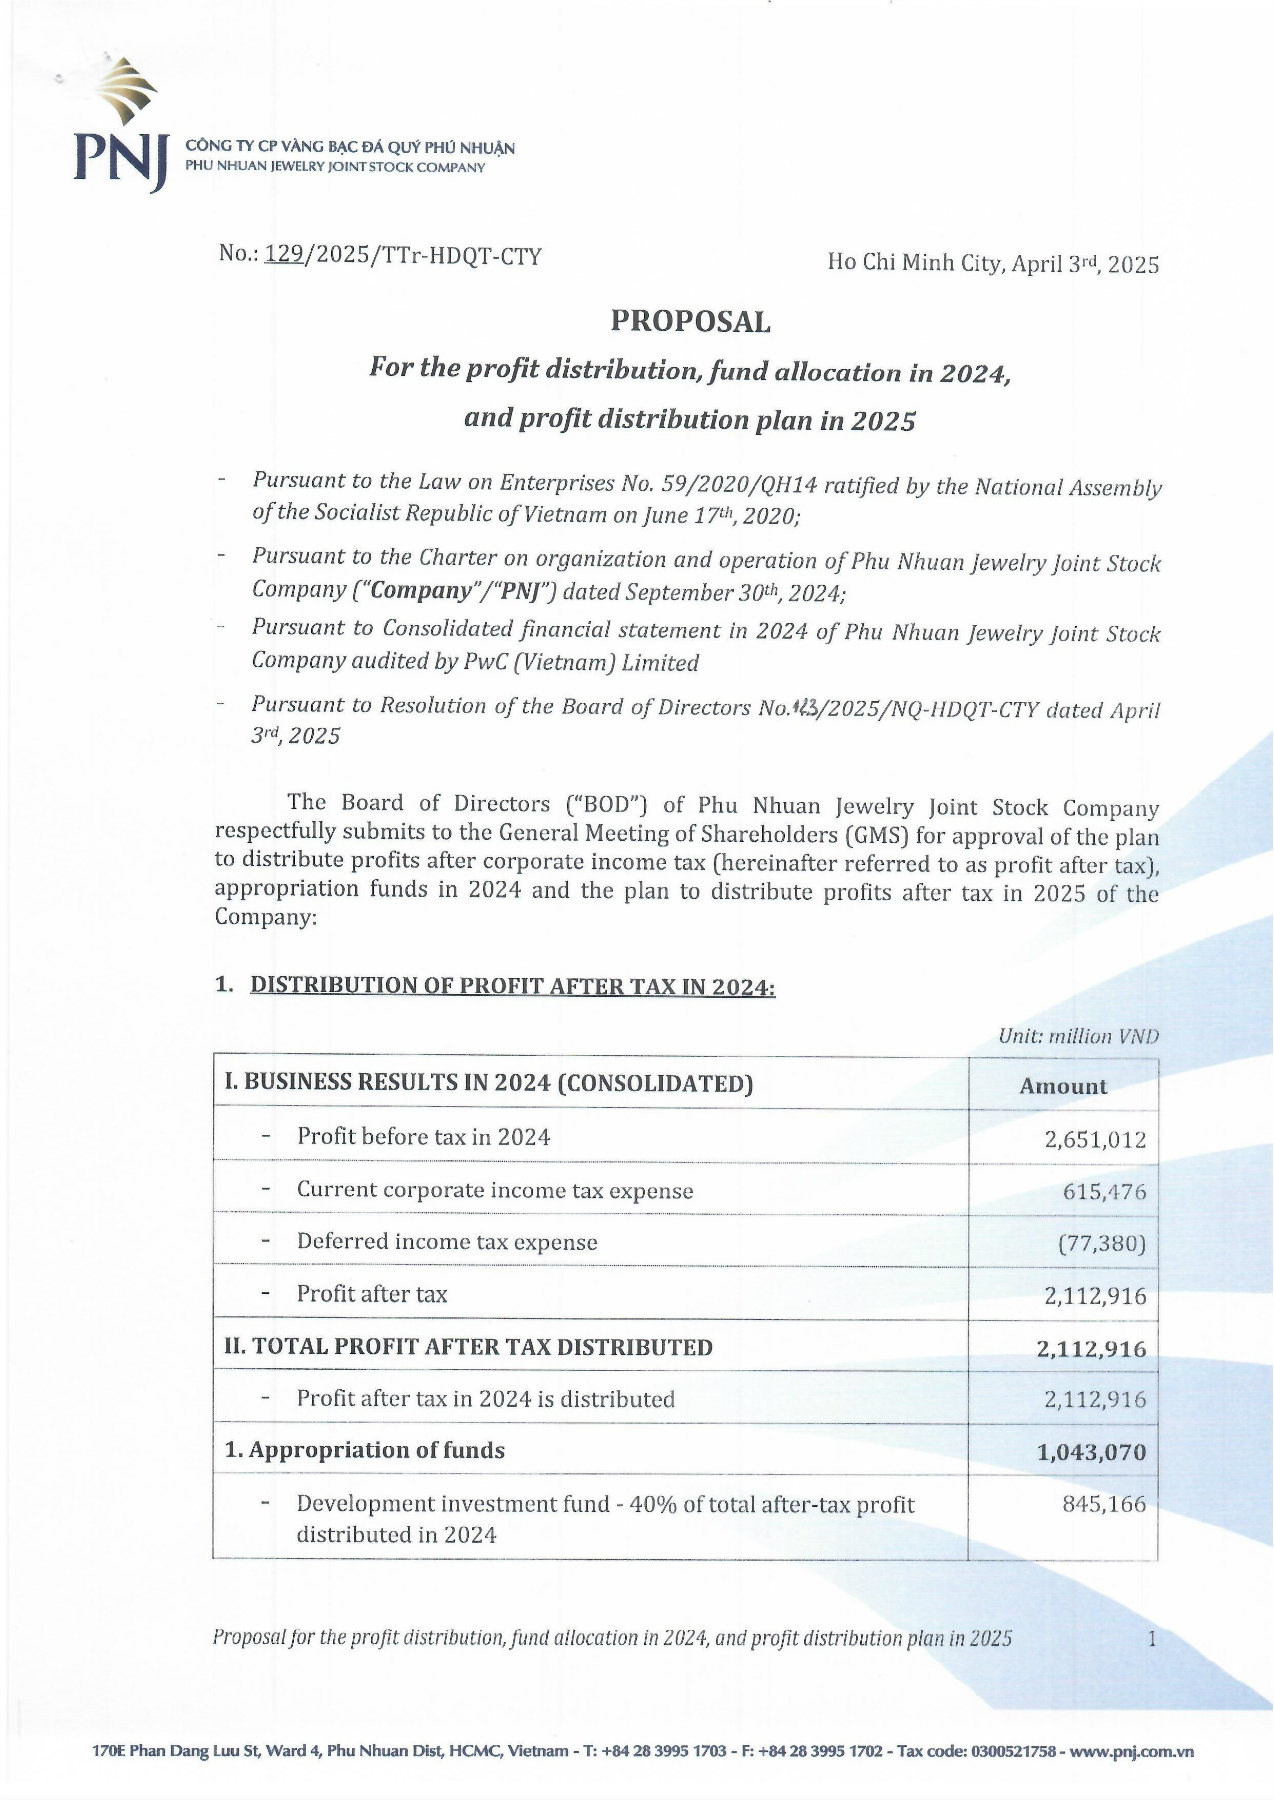 PNJ
CÔNG TY CP VÀNG BẠC ĐÁ QUÝ PHÚ NHUẬN
PHU NHUAN JEWELRY JOINT STOCK COMPANY
No.: 129/2025/TTr-HDQT-CTY
Ho Chi Minh City, April 3rd, 2025
PROPOSAL
For the profit distribution, fund allocation in 2024,
and profit distribution plan in 2025
- Pursuant to the Law on Enterprises No. 59/2020/QH14 ratified by the National Assembly
of the Socialist Republic of Vietnam on June 17th, 2020;
- Pursuant to the Charter on organization and operation of Phu Nhuan Jewelry Joint Stock
Company ("Company"/"PNJ") dated September 30th, 2024;
- Pursuant to Consolidated financial statement in 2024 of Phu Nhuan Jewelry Joint Stock
Company audited by PwC (Vietnam) Limited
- Pursuant to Resolution of the Board of Directors No. /2025/NQ-HDQT-CTY dated April
3rd, 2025
The Board of Directors ("BOD") of Phu Nhuan Jewelry Joint Stock Company
respectfully submits to the General Meeting of Shareholders (GMS) for approval of the plan
to distribute profits after corporate income tax (hereinafter referred to as profit after tax),
appropriation funds in 2024 and the plan to distribute profits after tax in 2025 of the
Company:
1. DISTRIBUTION OF PROFIT AFTER TAX IN 2024:
Unit: million VND
I. BUSINESS RESULTS IN 2024 (CONSOLIDATED) Amount
- Profit before tax in 2024 2,651,012
- Current corporate income tax expense 615,476
- Deferred income tax expense (77,380)
- Profit after tax 2,112,916
II. TOTAL PROFIT AFTER TAX DISTRIBUTED 2,112,916
- Profit after tax in 2024 is distributed 2,112,916
1. Appropriation of funds 1,043,070
- Development investment fund - 40% of total after-tax profit 845,166
distributed in 2024
Proposal for the profit distribution, fund allocation in 2024, and profit distribution plan in 2025 1
170E Phan Dang Luu St, Ward 4, Phu Nhuan Dist, HCMC, Vietnam - T: +84 28 3995 1703 - F: +84 28 3995 1702 - Tax code: 0300521758 - www.pnj.com.vn